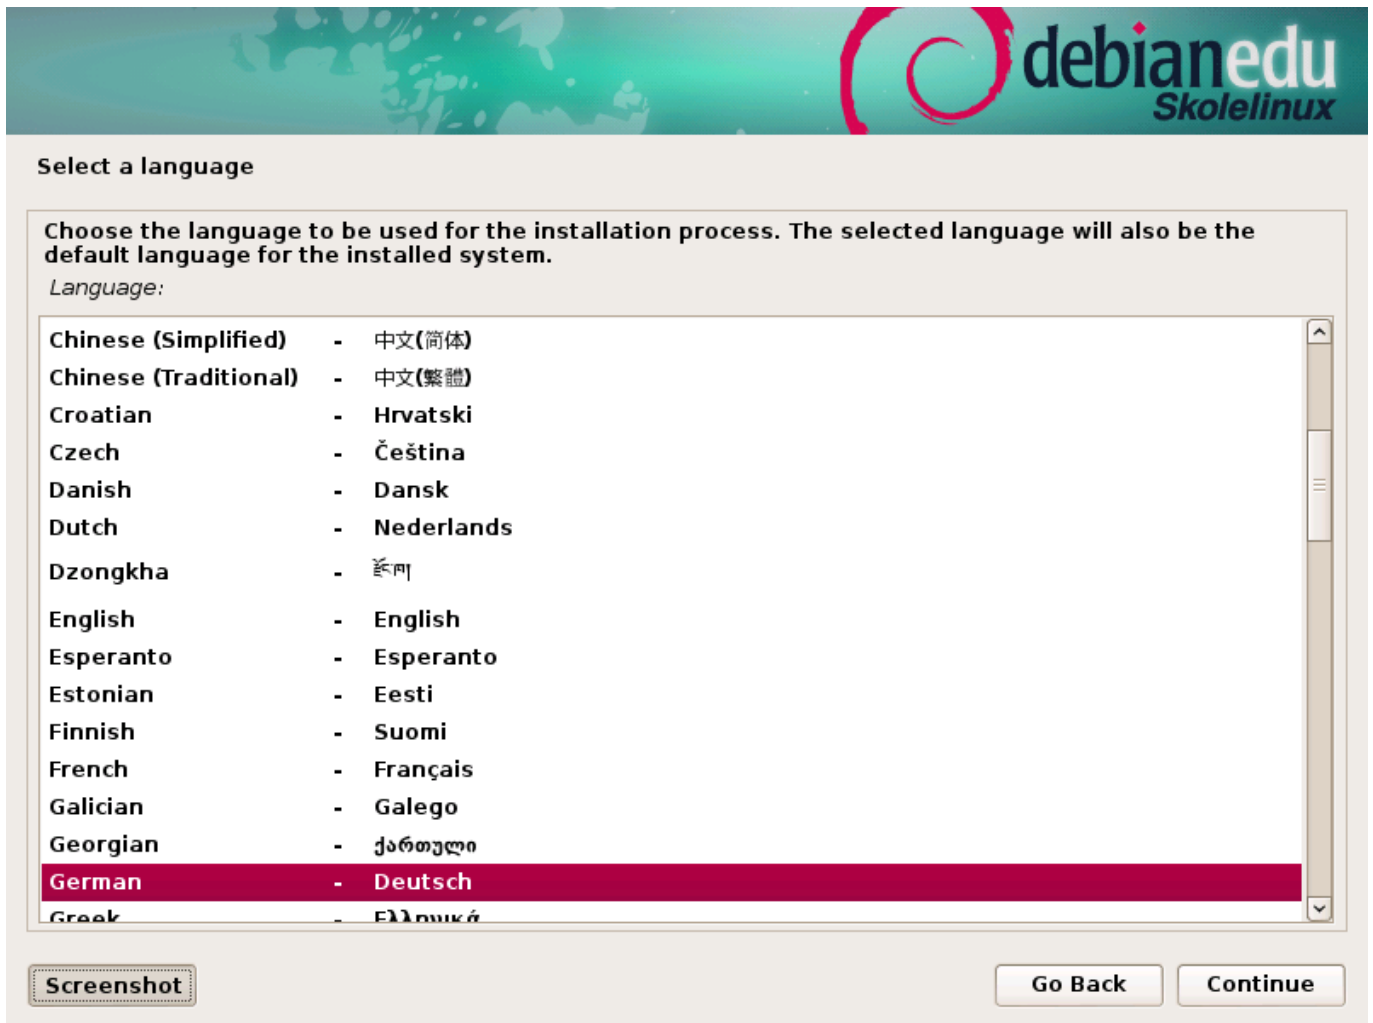 debianedu
Skolelinux
Select a language
Choose the language to be used for the installation process. The selected language will also be the
default language for the installed system.
Language:
Chinese (Simplified) - 中文(简体)
Chinese (Traditional) - 中文(繁體)
Croatian - Hrvatski
Czech - Čeština
Danish - Dansk
Dutch - Nederlands
Dzongkha - རྫོང་ཁ།
English - English
Esperanto - Esperanto
Estonian - Eesti
Finnish - Suomi
French - Français
Galician - Galego
Georgian - ქართული
German - Deutsch
Greek - Ελληνικά
Screenshot Go Back Continue